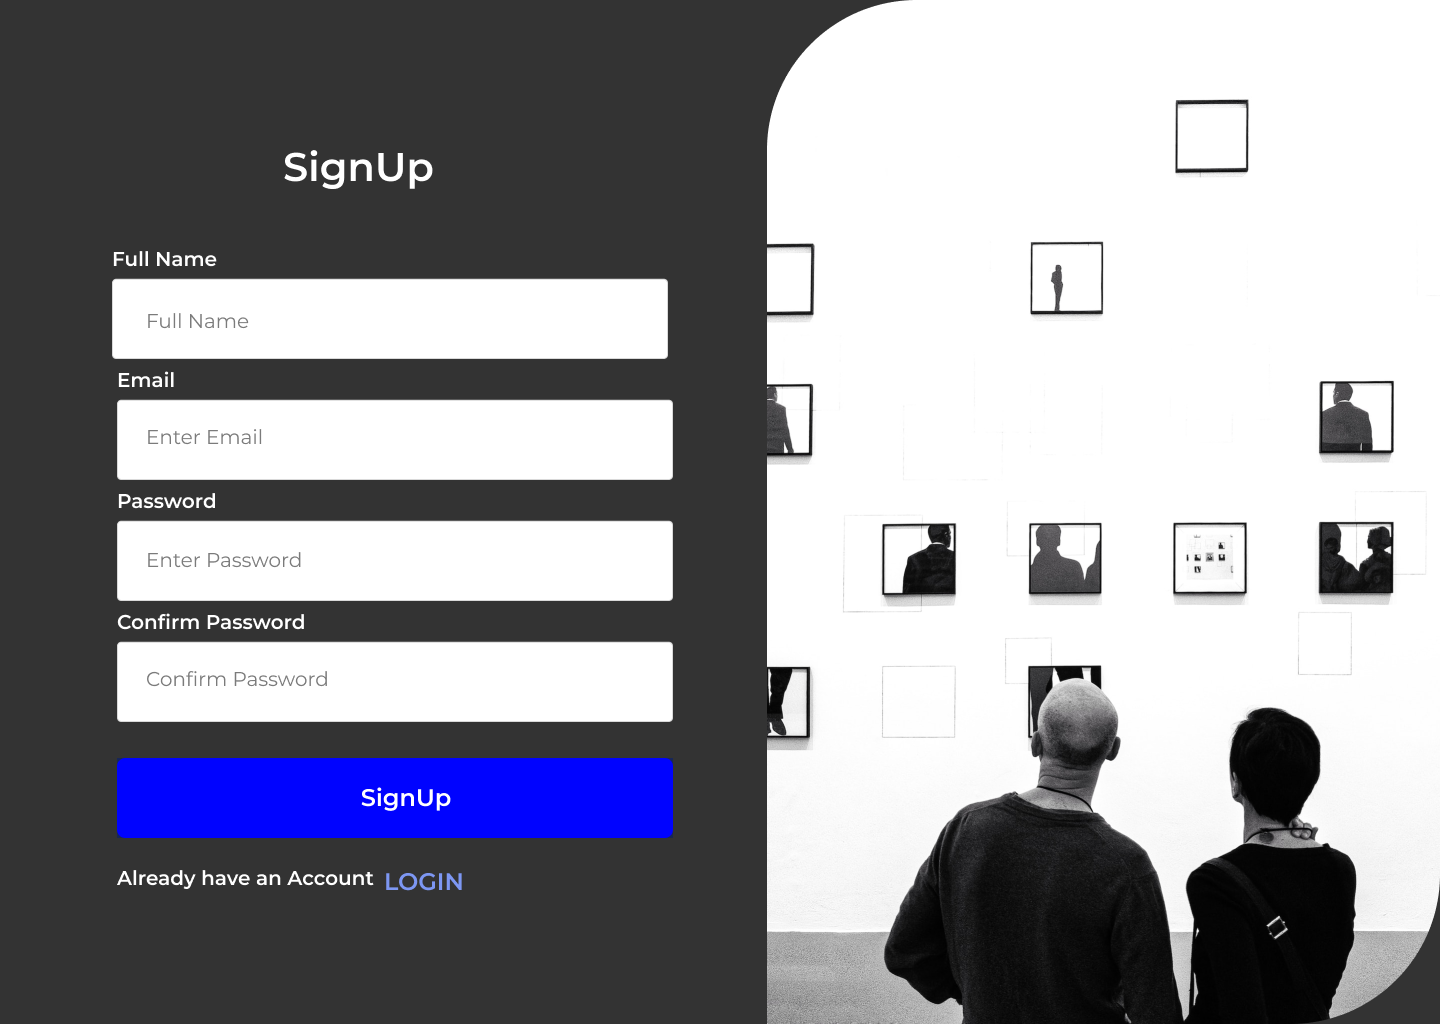 SignUp
Full Name
Full Name
Email
Enter Email
Password
Enter Password
Confirm Password
Confirm Password
SignUp
Already have an Account LOGIN